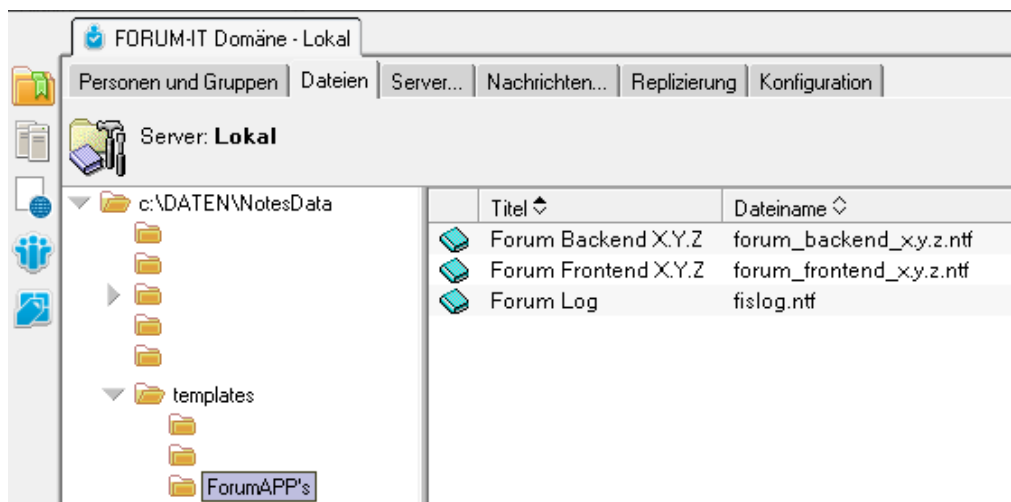 FORUM-IT Domäne - Lokal
Personen und Gruppen Dateien Server... Nachrichten... Replizierung Konfiguration
Server: Lokal
c:\DATEN\NotesData
templates
ForumAPP's
Titel Dateiname
Forum Backend X.Y.Z forum_backend_x.y.z.ntf
Forum Frontend X.Y.Z forum_frontend_x.y.z.ntf
Forum Log fislog.ntf